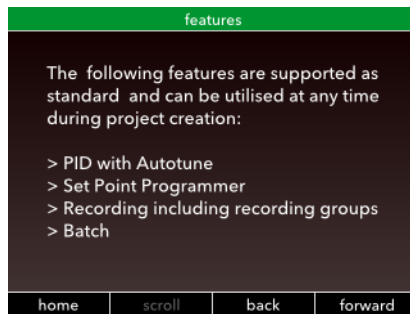 features
The following features are supported as
standard and can be utilised at any time
during project creation:
> PID with Autotune
> Set Point Programmer
> Recording including recording groups
> Batch
home scroll back forward